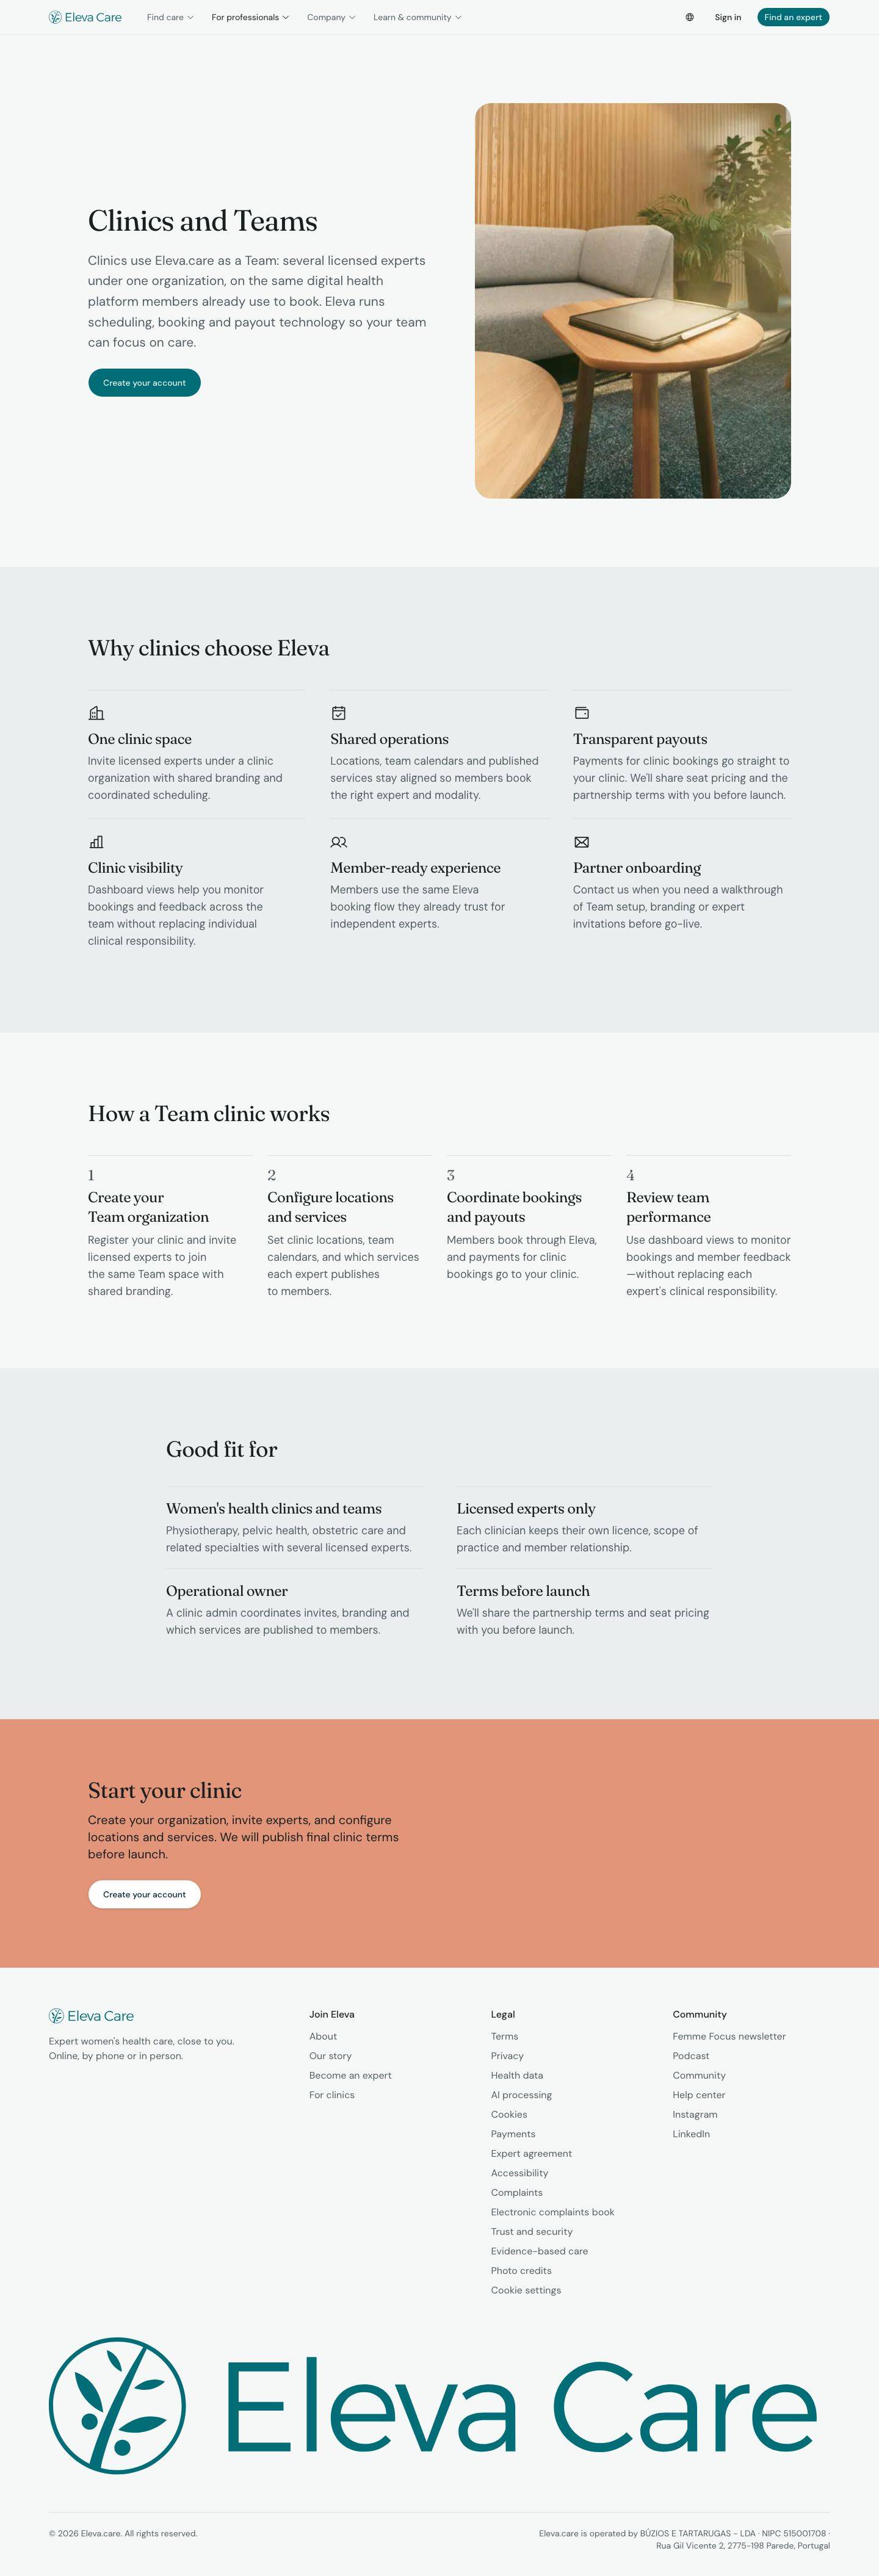 Eleva Care
Find care
For professionals
Company
Learn & community
Sign in
Find an expert
Clinics and Teams
Clinics use Eleva.care as a Team: several licensed experts
under one organization, on the same digital health
platform members already use to book. Eleva runs
scheduling, booking and payout technology so your team
can focus on care.
Create your account
Why clinics choose Eleva
One clinic space
Invite licensed experts under a clinic
organization with shared branding and
coordinated scheduling.
Shared operations
Locations, team calendars and published
services stay aligned so members book
the right expert and modality.
Transparent payouts
Payments for clinic bookings go straight to
your clinic. We'll share seat pricing and the
partnership terms with you before launch.
Clinic visibility
Dashboard views help you monitor
bookings and feedback across the
team without replacing individual
clinical responsibility.
Member-ready experience
Members use the same Eleva
booking flow they already trust for
independent experts.
Partner onboarding
Contact us when you need a walkthrough
of Team setup, branding or expert
invitations before go-live.
How a Team clinic works
1
Create your
Team organization
Register your clinic and invite
licensed experts to join
the same Team space with
shared branding.
2
Configure locations
and services
Set clinic locations, team
calendars, and which services
each expert publishes
to members.
3
Coordinate bookings
and payouts
Members book through Eleva,
and payments for clinic
bookings go to your clinic.
4
Review team
performance
Use dashboard views to monitor
bookings and member feedback
—without replacing each
expert's clinical responsibility.
Good fit for
Women's health clinics and teams
Physiotherapy, pelvic health, obstetric care and
related specialties with several licensed experts.
Licensed experts only
Each clinician keeps their own licence, scope of
practice and member relationship.
Operational owner
A clinic admin coordinates invites, branding and
which services are published to members.
Terms before launch
We'll share the partnership terms and seat pricing
with you before launch.
Start your clinic
Create your organization, invite experts, and configure
locations and services. We will publish final clinic terms
before launch.
Create your account
Eleva Care
Expert women's health care, close to you.
Online, by phone or in person.
Join Eleva
About
Our story
Become an expert
For clinics
Legal
Terms
Privacy
Health data
AI processing
Cookies
Payments
Expert agreement
Accessibility
Complaints
Electronic complaints book
Trust and security
Evidence-based care
Photo credits
Cookie settings
Community
Femme Focus newsletter
Podcast
Community
Help center
Instagram
LinkedIn
Eleva Care
© 2026 Eleva.care. All rights reserved.
Eleva.care is operated by BÚZIOS E TARTARUGAS - LDA · NIPC 515001708 ·
Rua Gil Vicente 2, 2775-198 Parede, Portugal